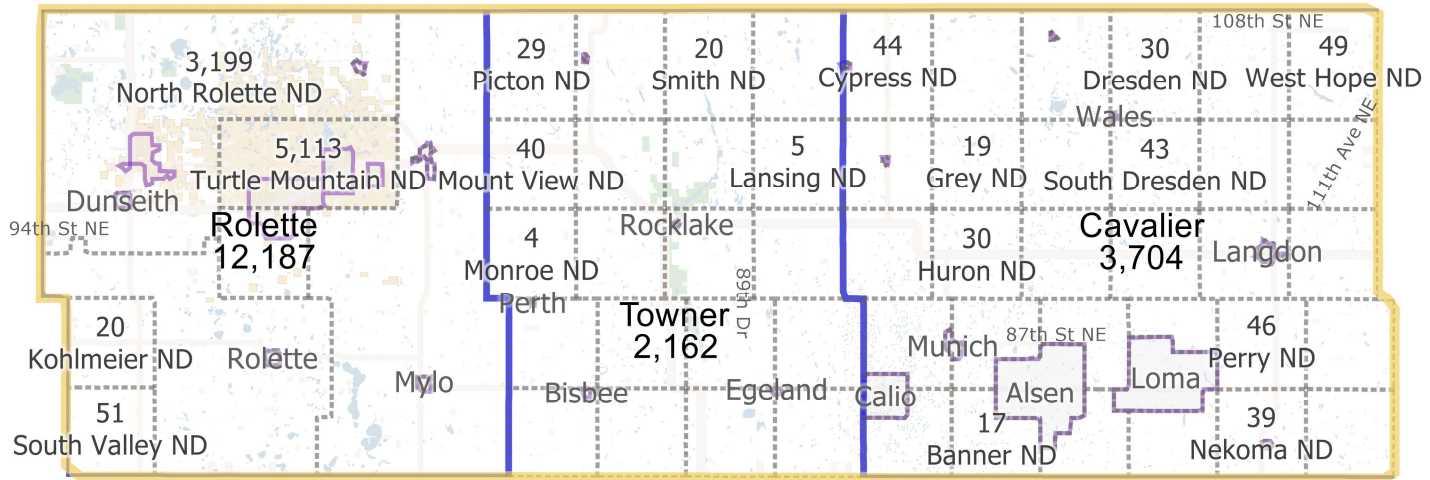 108th St NE
29
Picton ND
20
Smith ND
44
Cypress ND
30
Dresden ND
49
West Hope ND
3,199
North Rolette ND
Wales
111th Ave NE
5,113
Turtle Mountain ND
40
Mount View ND
5
Lansing ND
19
Grey ND
43
South Dresden ND
Dunseith
94th St NE
Rolette
12,187
Rocklake
4
Monroe ND
30
Huron ND
Cavalier
3,704
Langdon
Perth
89th Dr
Towner
2,162
20
Kohlmeier ND
Rolette
Mylo
Munich
87th St NE
46
Perry ND
Bisbee
Egeland
Calio
Alsen
Loma
51
South Valley ND
17
Banner ND
39
Nekoma ND